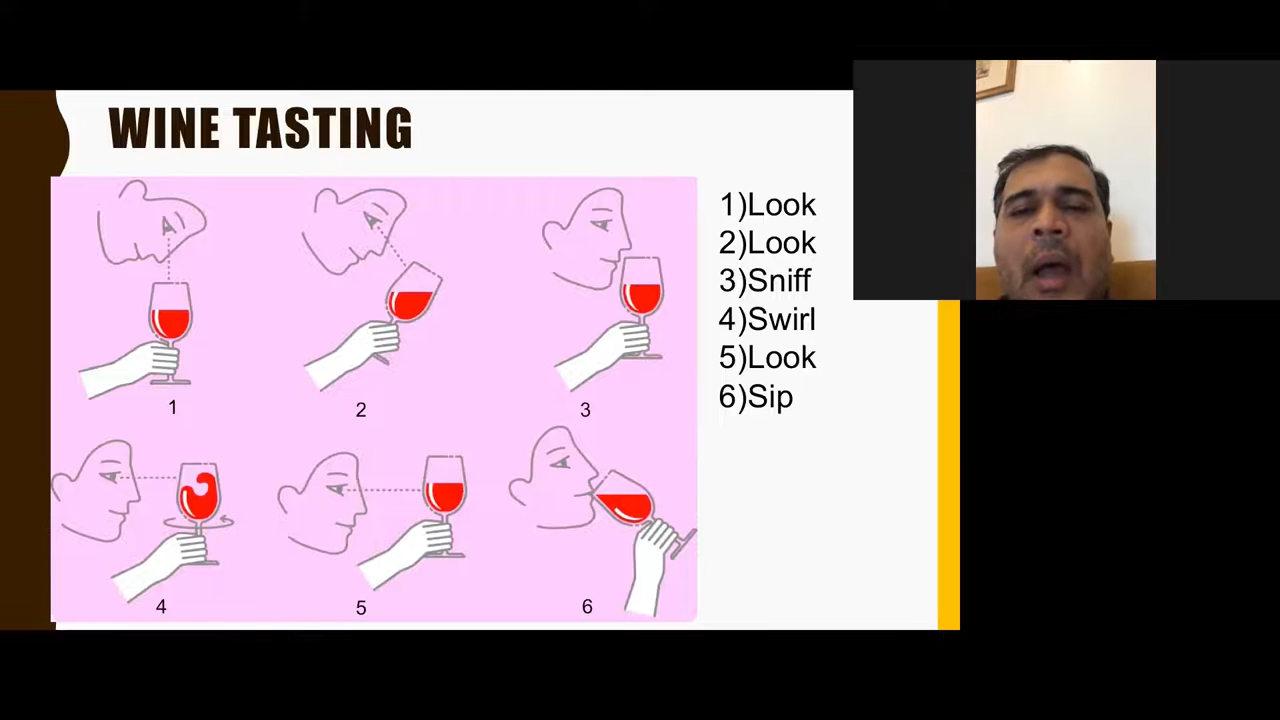 WINE TASTING
1)Look
2)Look
3)Sniff
4)Swirl
5)Look
6)Sip
1
2
3
4
5
6